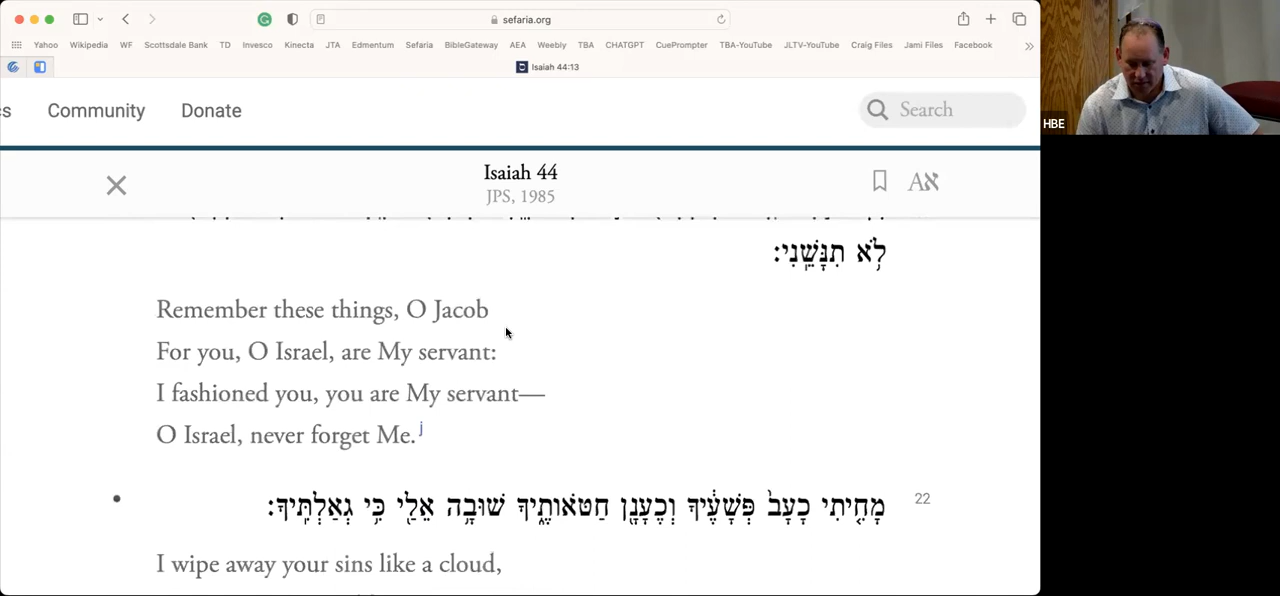 sefaria.org
Yahoo Wikipedia WF Scottsdale Bank TD Invesco Kinecta JTA Edmentum Sefaria BibleGateway AEA Weebly TBA CHATGPT CuePrompter TBA-YouTube JLTV-YouTube Craig Files Jami Files Facebook
Isaiah 44:13
HBE
s Community Donate Search
Isaiah 44
JPS, 1985
לֹ֥א תִנָּשֵֽׁנִי׃
Remember these things, O Jacob
For you, O Israel, are My servant:
I fashioned you, you are My servant—
O Israel, never forget Me. j
22 מָחִ֤יתִי כָעָב֙ פְּשָׁעֶ֔יךָ וְכֶעָנָ֖ן חַטֹּאותֶ֑יךָ שׁוּבָ֥ה אֵלַ֖י כִּ֥י גְאַלְתִּֽיךָ׃
I wipe away your sins like a cloud,